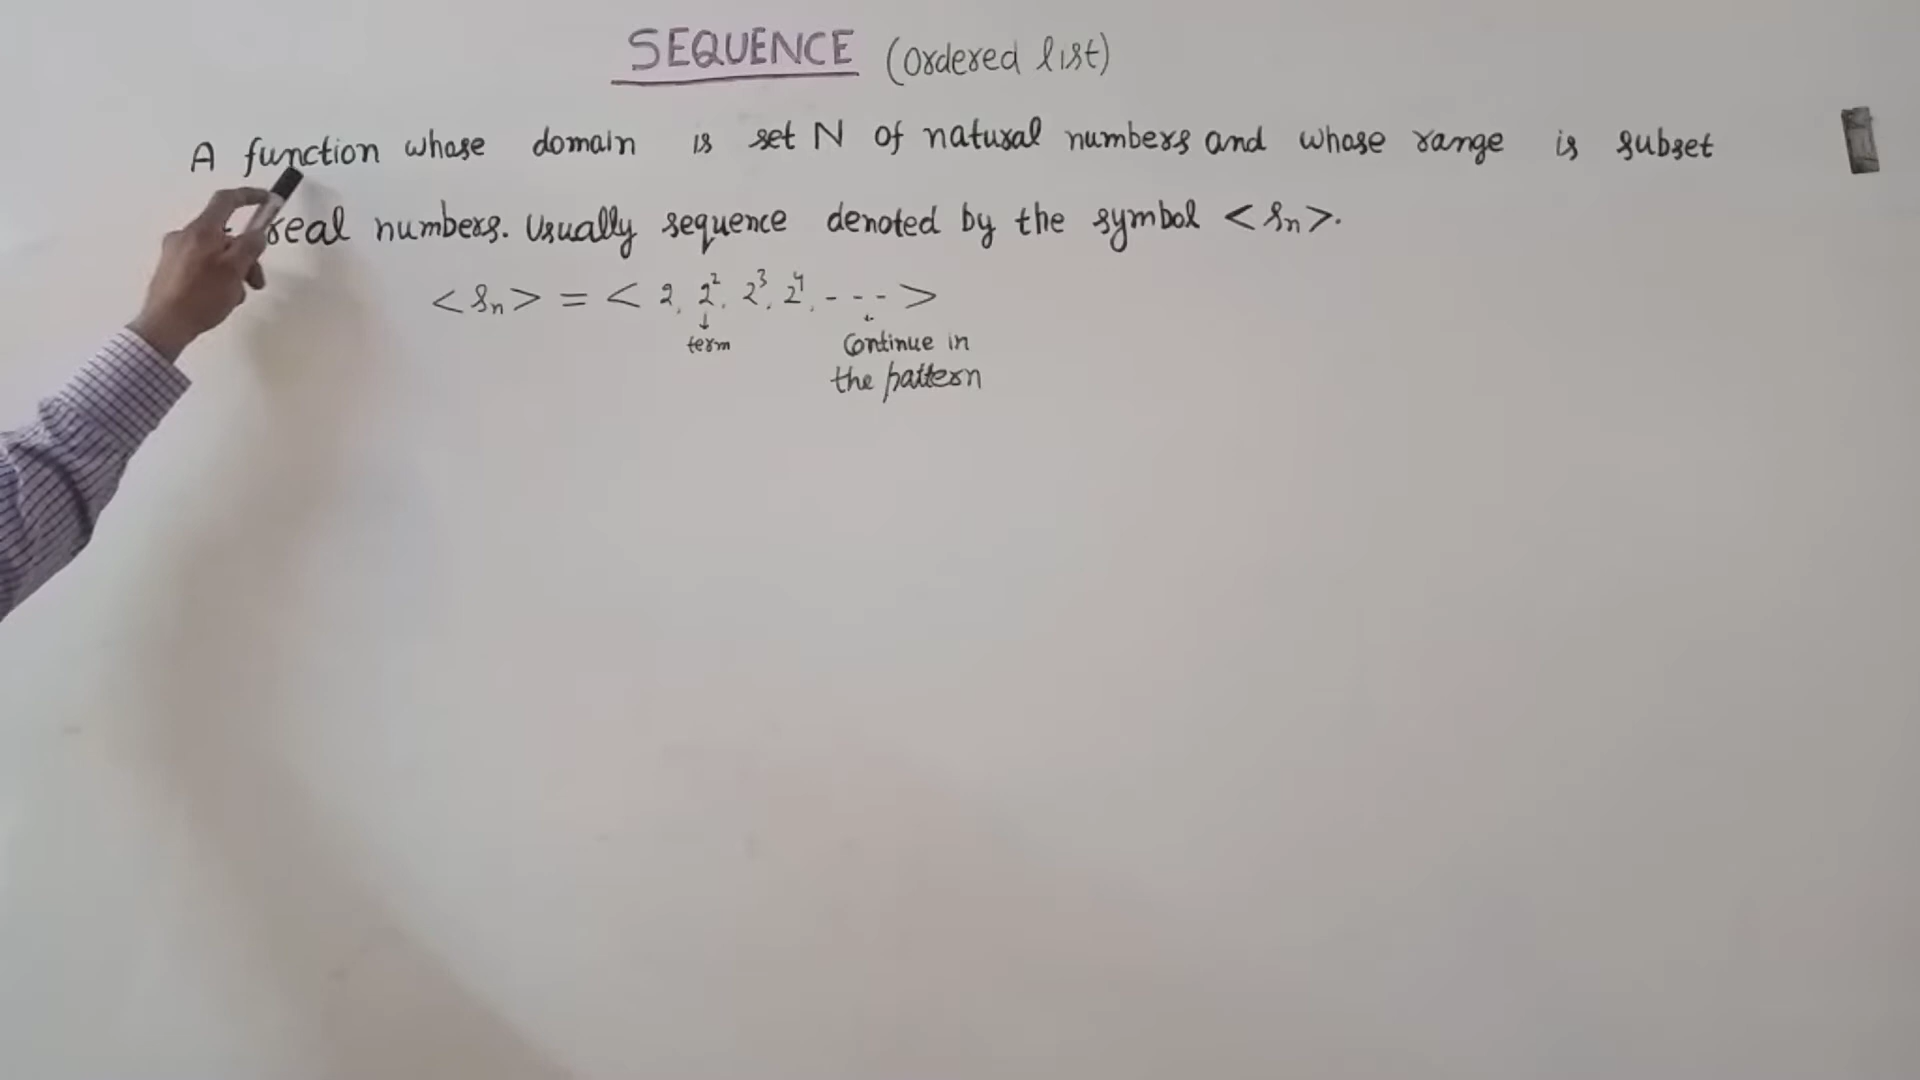 SEQUENCE (Ordered list)
A function whose domain is set N of natural numbers and whose range is subset
real numbers. Usually sequence denoted by the symbol <Sn>.
<Sn> = < 2, 2², 2³, 2⁴, - - - - >
↓
term
Continue in
the pattern